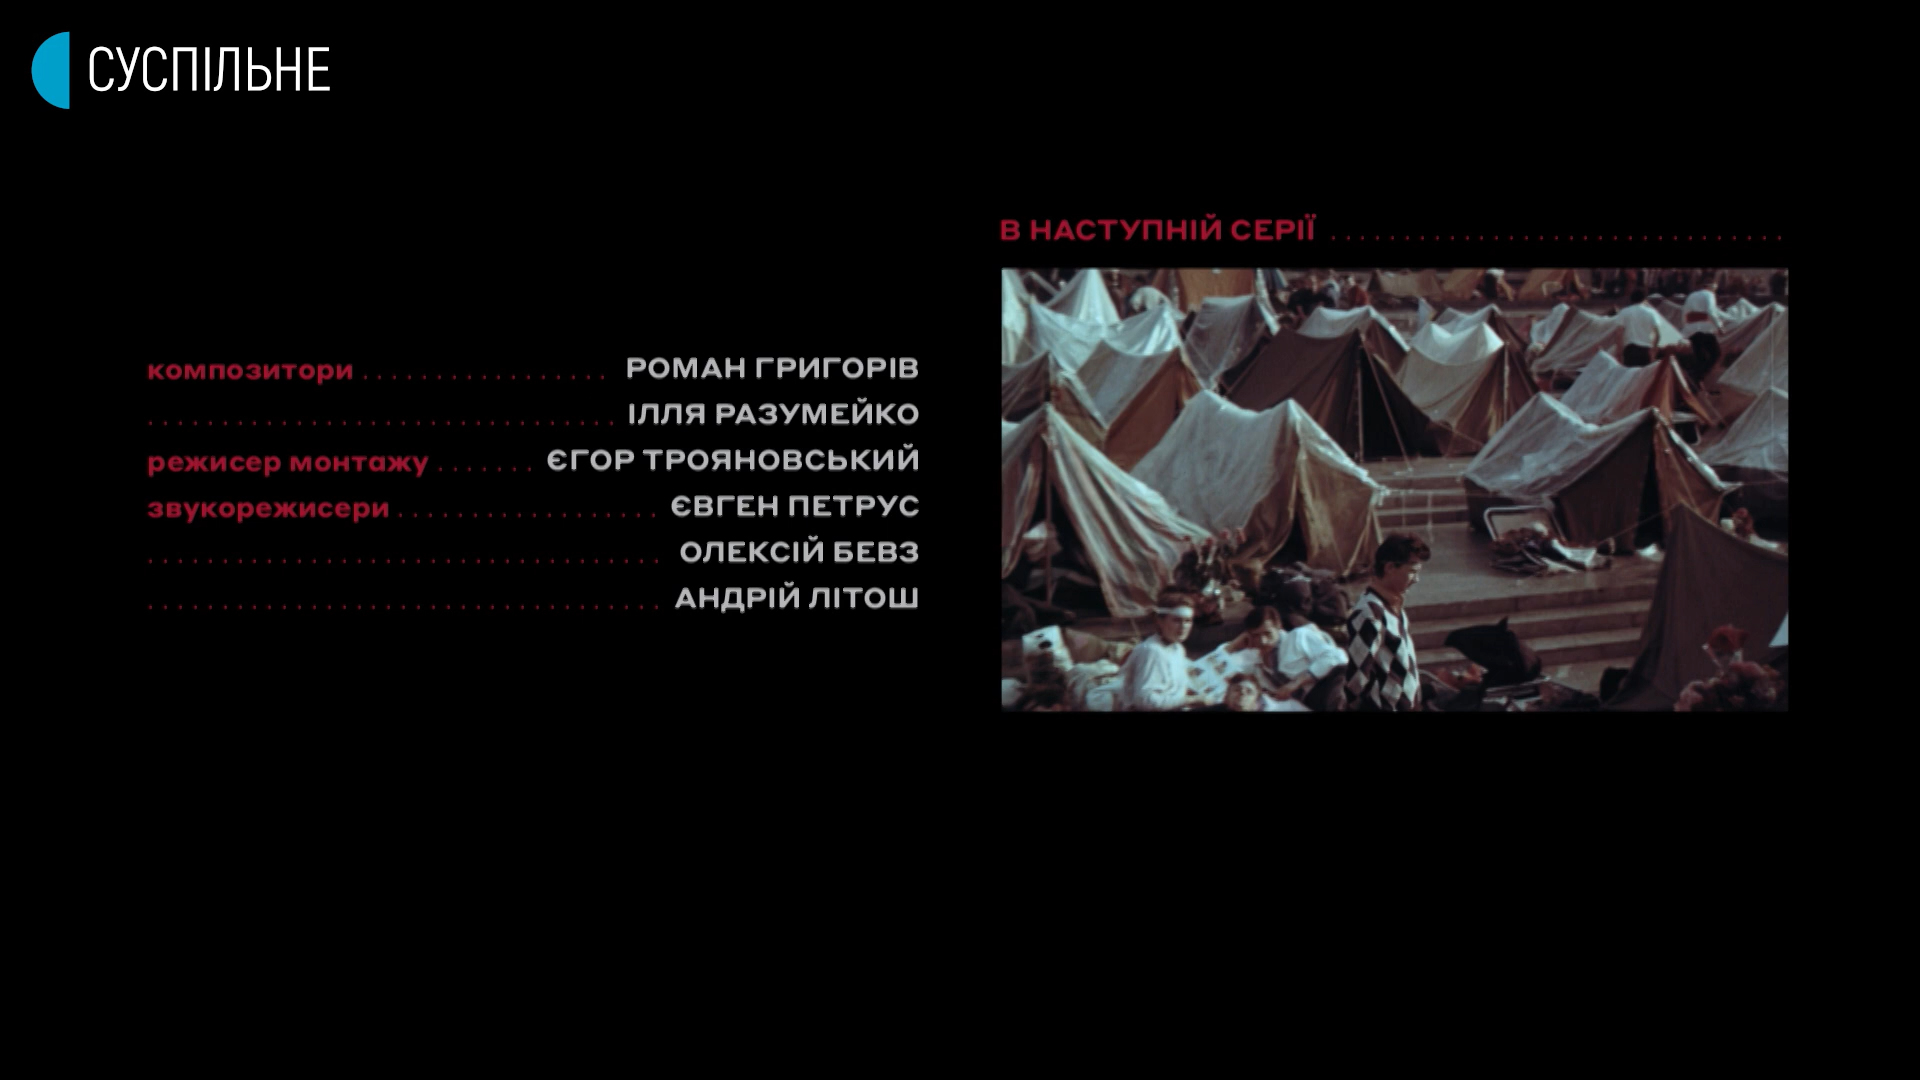 СУСПІЛЬНЕ
композитори . . . . . . . . . . . . . . . . . РОМАН ГРИГОРІВ
. . . . . . . . . . . . . . . . . . . . . . . . . . . . . . . . ІЛЛЯ РАЗУМЕЙКО
режисер монтажу . . . . . . . ЄГОР ТРОЯНОВСЬКИЙ
звукорежисери . . . . . . . . . . . . . . . . . . ЄВГЕН ПЕТРУС
. . . . . . . . . . . . . . . . . . . . . . . . . . . . . . . . . . . ОЛЕКСІЙ БЕВЗ
. . . . . . . . . . . . . . . . . . . . . . . . . . . . . . . . . . . АНДРІЙ ЛІТОШ
В НАСТУПНІЙ СЕРІЇ . . . . . . . . . . . . . . . . . . . . . . . . . . . . . . .